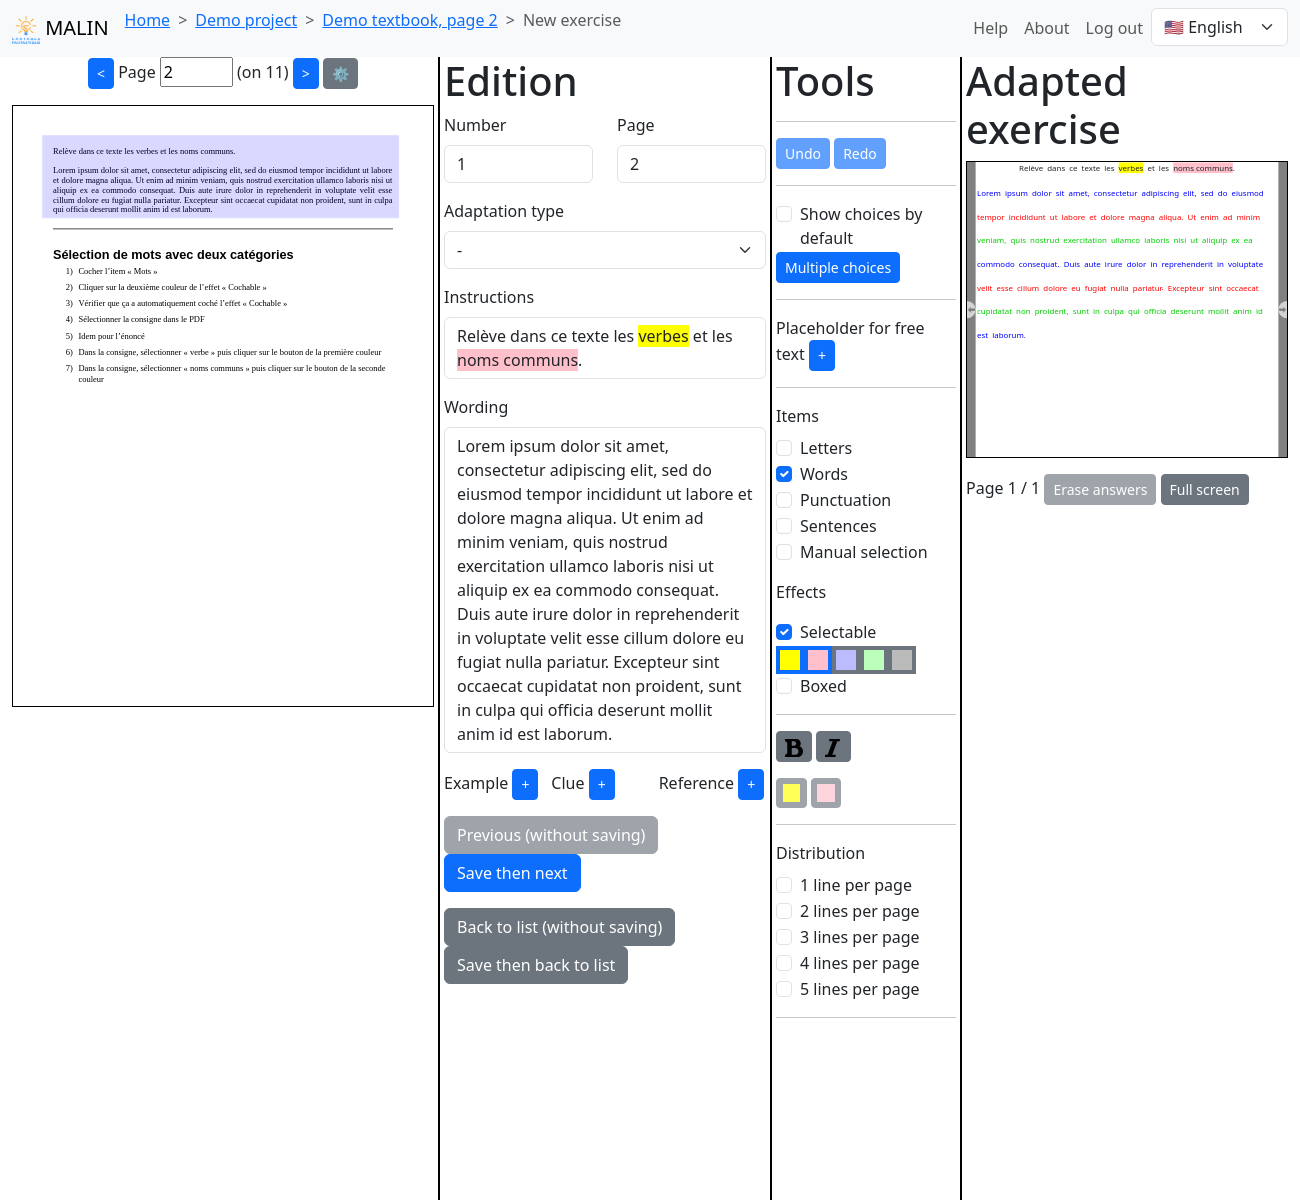 MALIN
Home > Demo project > Demo textbook, page 2 > New exercise
Help About Log out 🇺🇸 English
< Page 2 (on 11) > ⚙️
Relève dans ce texte les verbes et les noms communs.
Lorem ipsum dolor sit amet, consectetur adipiscing elit, sed do eiusmod tempor incididunt ut labore
et dolore magna aliqua. Ut enim ad minim veniam, quis nostrud exercitation ullamco laboris nisi ut
aliquip ex ea commodo consequat. Duis aute irure dolor in reprehenderit in voluptate velit esse
cillum dolore eu fugiat nulla pariatur. Excepteur sint occaecat cupidatat non proident, sunt in culpa
qui officia deserunt mollit anim id est laborum.
Sélection de mots avec deux catégories
1) Cocher l’item « Mots »
2) Cliquer sur la deuxième couleur de l’effet « Cochable »
3) Vérifier que ça a automatiquement coché l’effet « Cochable »
4) Sélectionner la consigne dans le PDF
5) Idem pour l’énoncé
6) Dans la consigne, sélectionner « verbe » puis cliquer sur le bouton de la première couleur
7) Dans la consigne, sélectionner « noms communs » puis cliquer sur le bouton de la seconde
couleur
Edition
Number Page
1 2
Adaptation type
-
Instructions
Relève dans ce texte les verbes et les
noms communs.
Wording
Lorem ipsum dolor sit amet,
consectetur adipiscing elit, sed do
eiusmod tempor incididunt ut labore et
dolore magna aliqua. Ut enim ad
minim veniam, quis nostrud
exercitation ullamco laboris nisi ut
aliquip ex ea commodo consequat.
Duis aute irure dolor in reprehenderit
in voluptate velit esse cillum dolore eu
fugiat nulla pariatur. Excepteur sint
occaecat cupidatat non proident, sunt
in culpa qui officia deserunt mollit
anim id est laborum.
Example + Clue + Reference +
Previous (without saving)
Save then next
Back to list (without saving)
Save then back to list
Tools
Undo Redo
Show choices by
default
Multiple choices
Placeholder for free
text +
Items
Letters
Words
Punctuation
Sentences
Manual selection
Effects
Selectable
Boxed
B I
Distribution
1 line per page
2 lines per page
3 lines per page
4 lines per page
5 lines per page
Adapted
exercise
Relève dans ce texte les verbes et les noms communs.
Lorem ipsum dolor sit amet, consectetur adipiscing elit, sed do eiusmod
tempor incididunt ut labore et dolore magna aliqua. Ut enim ad minim
veniam, quis nostrud exercitation ullamco laboris nisi ut aliquip ex ea
commodo consequat. Duis aute irure dolor in reprehenderit in voluptate
velit esse cillum dolore eu fugiat nulla pariatur. Excepteur sint occaecat
cupidatat non proident, sunt in culpa qui officia deserunt mollit anim id
est laborum.
Page 1 / 1 Erase answers Full screen